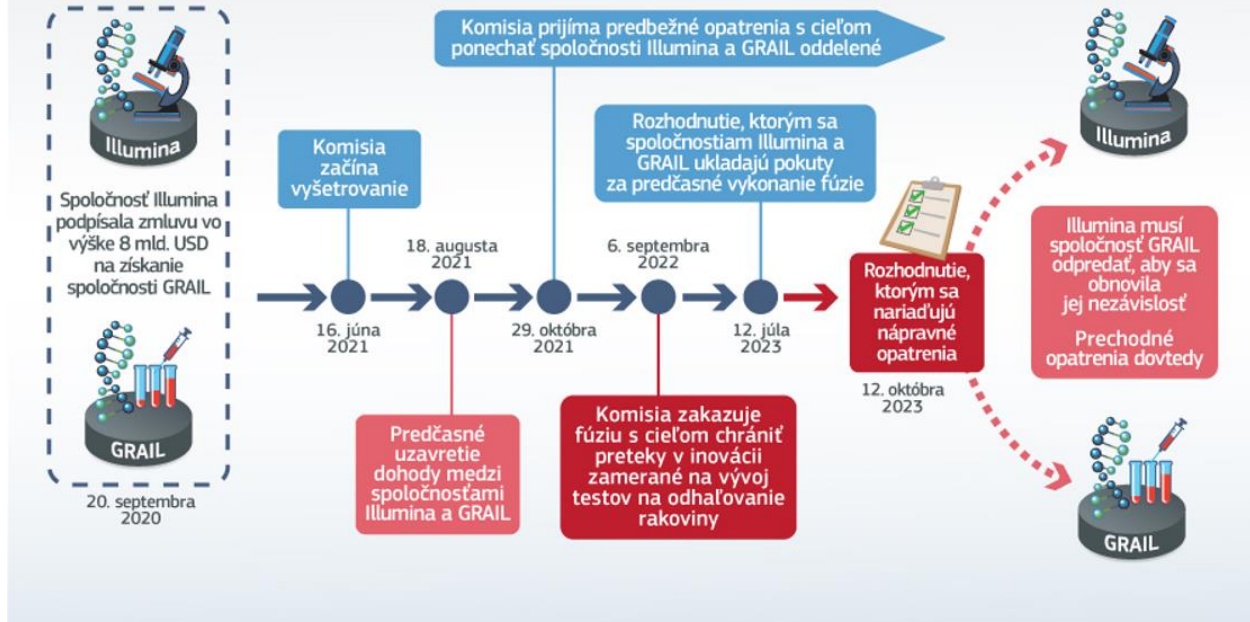 Illumina
Spoločnosť Illumina
podpísala zmluvu vo
výške 8 mld. USD
na získanie
spoločnosti GRAIL
GRAIL
20. septembra
2020
Komisia prijíma predbežné opatrenia s cieľom
ponechať spoločnosti Illumina a GRAIL oddelené
Komisia
začína
vyšetrovanie
16. júna
2021
18. augusta
2021
Predčasné
uzavretie
dohody medzi
spoločnosťami
Illumina a GRAIL
29. októbra
2021
6. septembra
2022
Komisia zakazuje
fúziu s cieľom chrániť
preteky v inovácii
zamerané na vývoj
testov na odhaľovanie
rakoviny
Rozhodnutie, ktorým sa
spoločnostiam Illumina a
GRAIL ukladajú pokuty
za predčasné vykonanie fúzie
12. júla
2023
Rozhodnutie,
ktorým sa
nariaďujú
nápravné
opatrenia
12. októbra
2023
Illumina
Illumina musí
spoločnosť GRAIL
odpredať, aby sa
obnovila
jej nezávislosť
Prechodné
opatrenia dovtedy
GRAIL